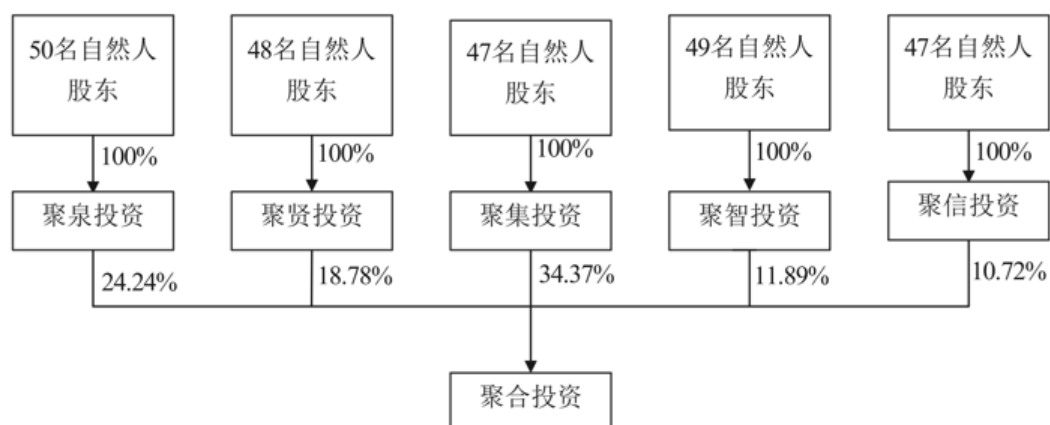 50名自然人
股东
48名自然人
股东
47名自然人
股东
49名自然人
股东
47名自然人
股东
100%
100%
100%
100%
100%
聚泉投资
聚贤投资
聚集投资
聚智投资
聚信投资
24.24%
18.78%
34.37%
11.89%
10.72%
聚合投资